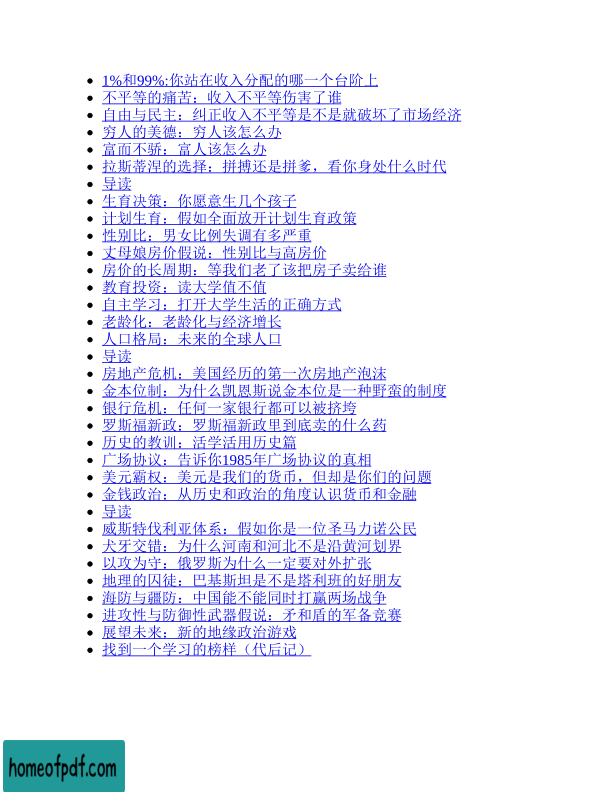 1%和99%:你站在收入分配的哪一个台阶上
不平等的痛苦：收入不平等伤害了谁
自由与民主：纠正收入不平等是不是就破坏了市场经济
穷人的美德：穷人该怎么办
富而不骄：富人该怎么办
拉斯蒂涅的选择：拼搏还是拼爹，看你身处什么时代
导读
生育决策：你愿意生几个孩子
计划生育：假如全面放开计划生育政策
性别比：男女比例失调有多严重
丈母娘房价假说：性别比与高房价
房价的长周期：等我们老了该把房子卖给谁
教育投资：读大学值不值
自主学习：打开大学生活的正确方式
老龄化：老龄化与经济增长
人口格局：未来的全球人口
导读
房地产危机：美国经历的第一次房地产泡沫
金本位制：为什么凯恩斯说金本位是一种野蛮的制度
银行危机：任何一家银行都可以被挤垮
罗斯福新政：罗斯福新政里到底卖的什么药
历史的教训：活学活用历史篇
广场协议：告诉你1985年广场协议的真相
美元霸权：美元是我们的货币，但却是你们的问题
金钱政治：从历史和政治的角度认识货币和金融
导读
威斯特伐利亚体系：假如你是一位圣马力诺公民
犬牙交错：为什么河南和河北不是沿黄河划界
以攻为守：俄罗斯为什么一定要对外扩张
地理的囚徒：巴基斯坦是不是塔利班的好朋友
海防与疆防：中国能不能同时打赢两场战争
进攻性与防御性武器假说：矛和盾的军备竞赛
展望未来：新的地缘政治游戏
找到一个学习的榜样（代后记）
homeofpdf.com